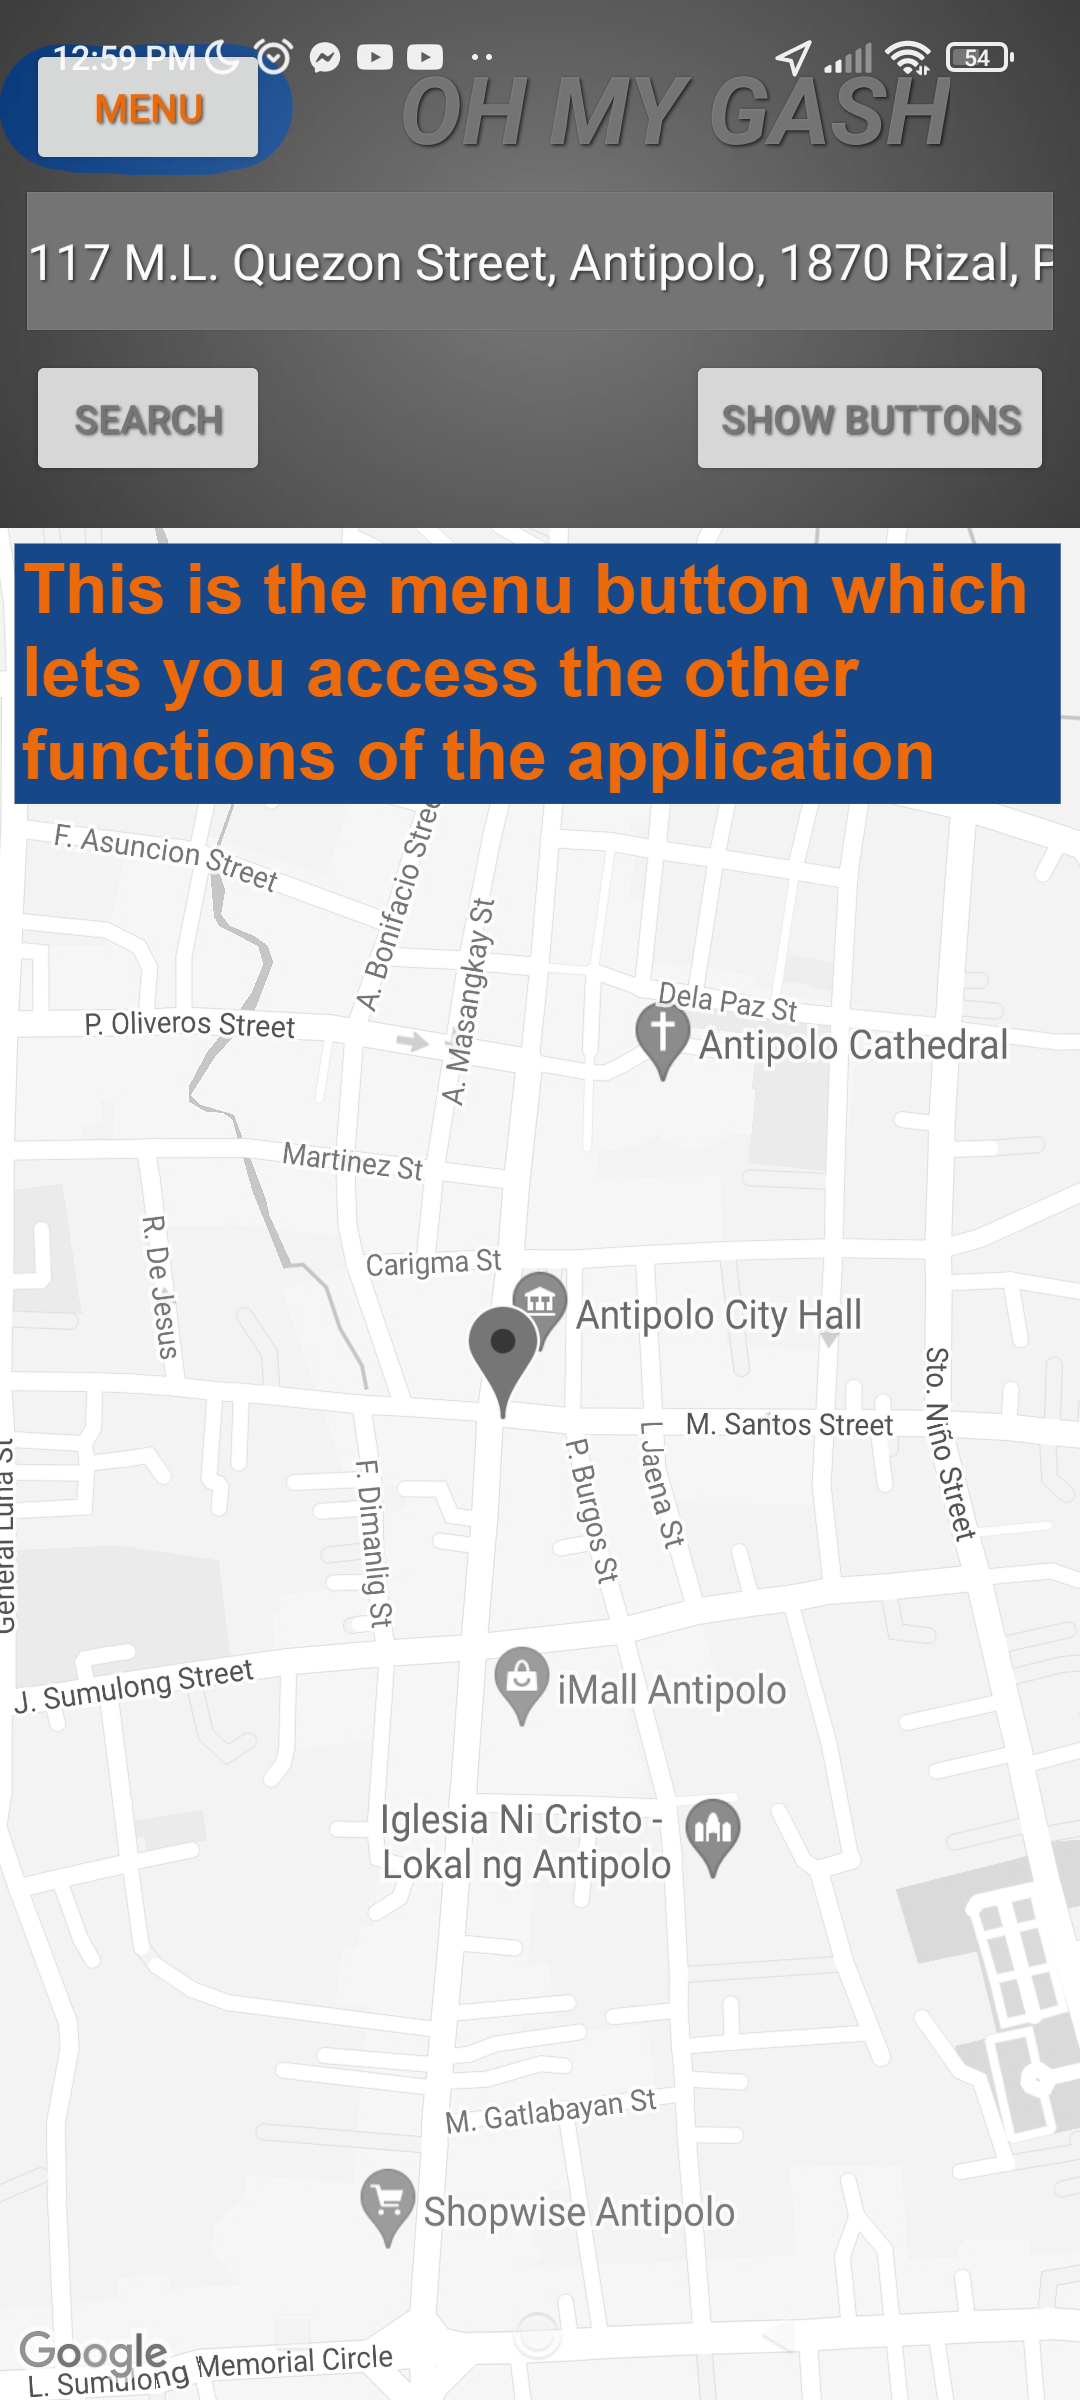 12:59 PM
54
MENU
OH MY GASH
117 M.L. Quezon Street, Antipolo, 1870 Rizal, P
SEARCH
SHOW BUTTONS
This is the menu button which
lets you access the other
functions of the application
F. Asuncion Street
A. Bonifacio Stree
A. Masangkay St
Dela Paz St
P. Oliveros Street
Antipolo Cathedral
Martinez St
R. De Jesus
Carigma St
Antipolo City Hall
Sto. Niño Street
M. Santos Street
General Luna St
F. Dimanlig St
P. Burgos St
L Jaena St
J. Sumulong Street
iMall Antipolo
Iglesia Ni Cristo -
Lokal ng Antipolo
M. Gatlabayan St
Shopwise Antipolo
Google
L. Sumulong Memorial Circle